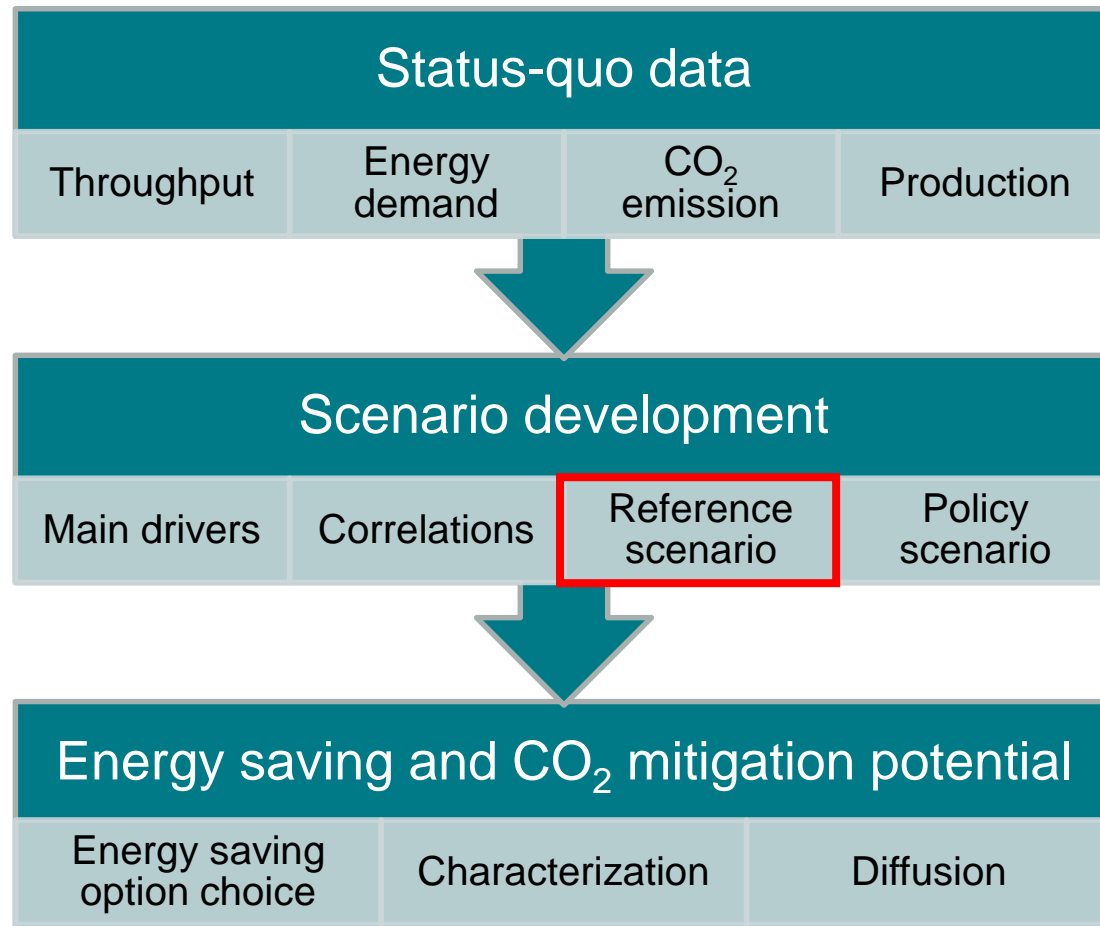 Status-quo data
Throughput
Energy
demand
CO₂
emission
Production
Scenario development
Main drivers
Correlations
Reference
scenario
Policy
scenario
Energy saving and CO₂ mitigation potential
Energy saving
option choice
Characterization
Diffusion